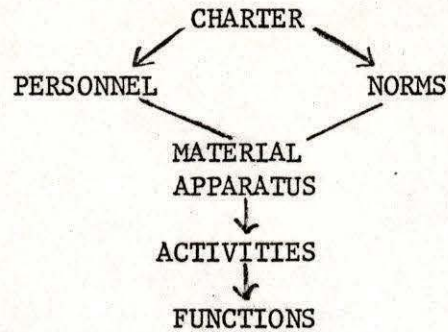 CHARTER
PERSONNEL NORMS
MATERIAL
APPARATUS
ACTIVITIES
FUNCTIONS